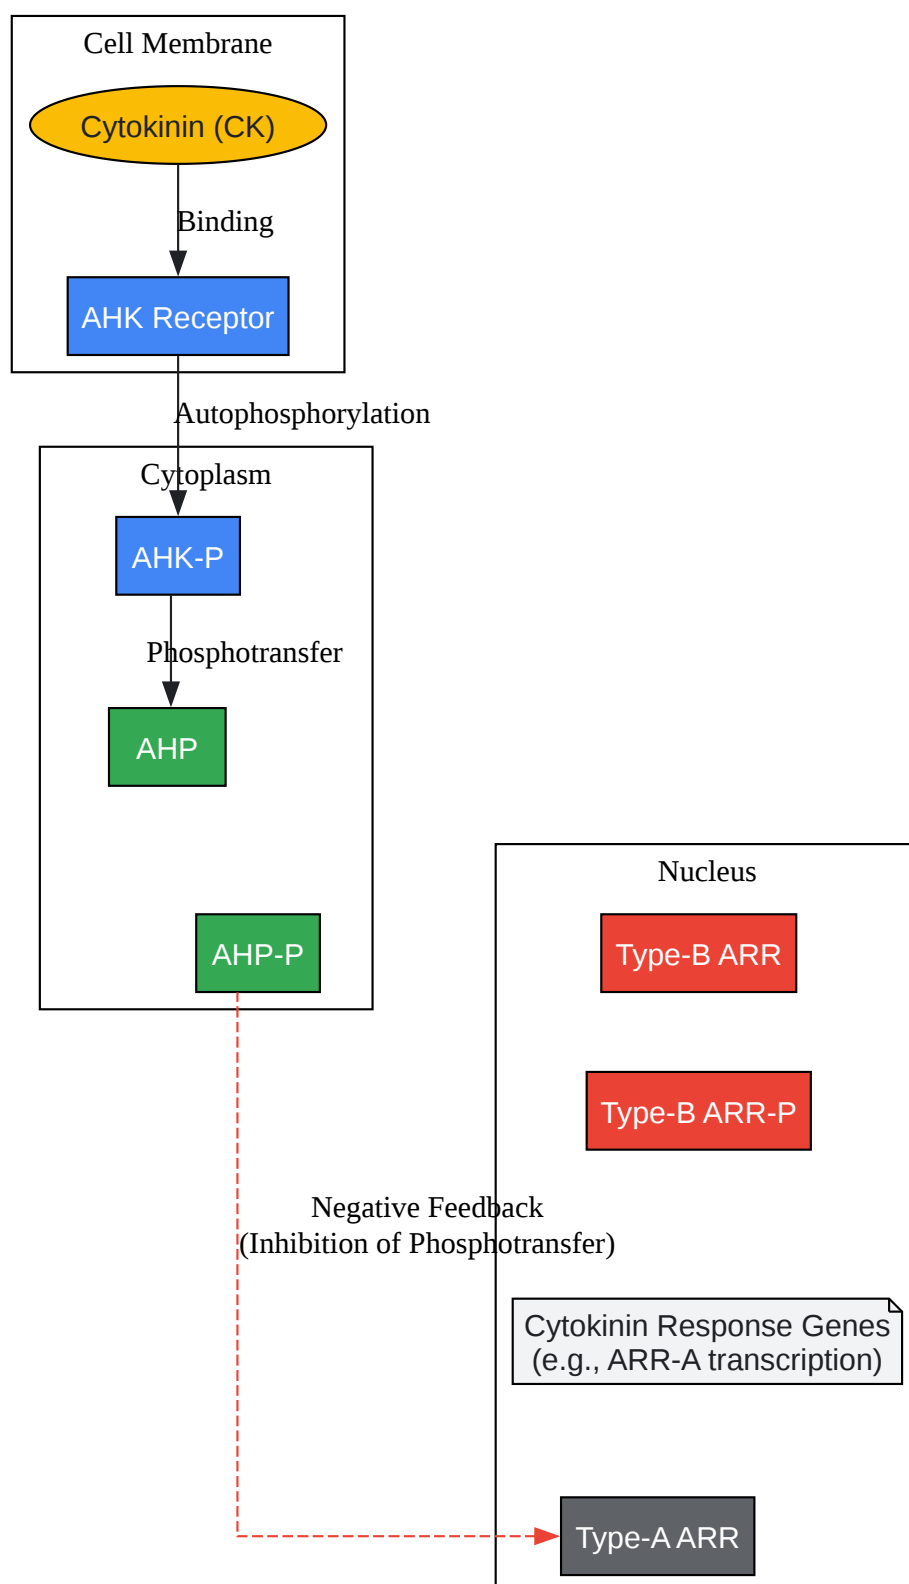 Cell Membrane
Cytokinin (CK)
Binding
AHK Receptor
Autophosphorylation
Cytoplasm
AHK-P
Phosphotransfer
AHP
Nucleus
AHP-P
Type-B ARR
Type-B ARR-P
Negative Feedback
(Inhibition of Phosphotransfer)
Cytokinin Response Genes
(e.g., ARR-A transcription)
Type-A ARR